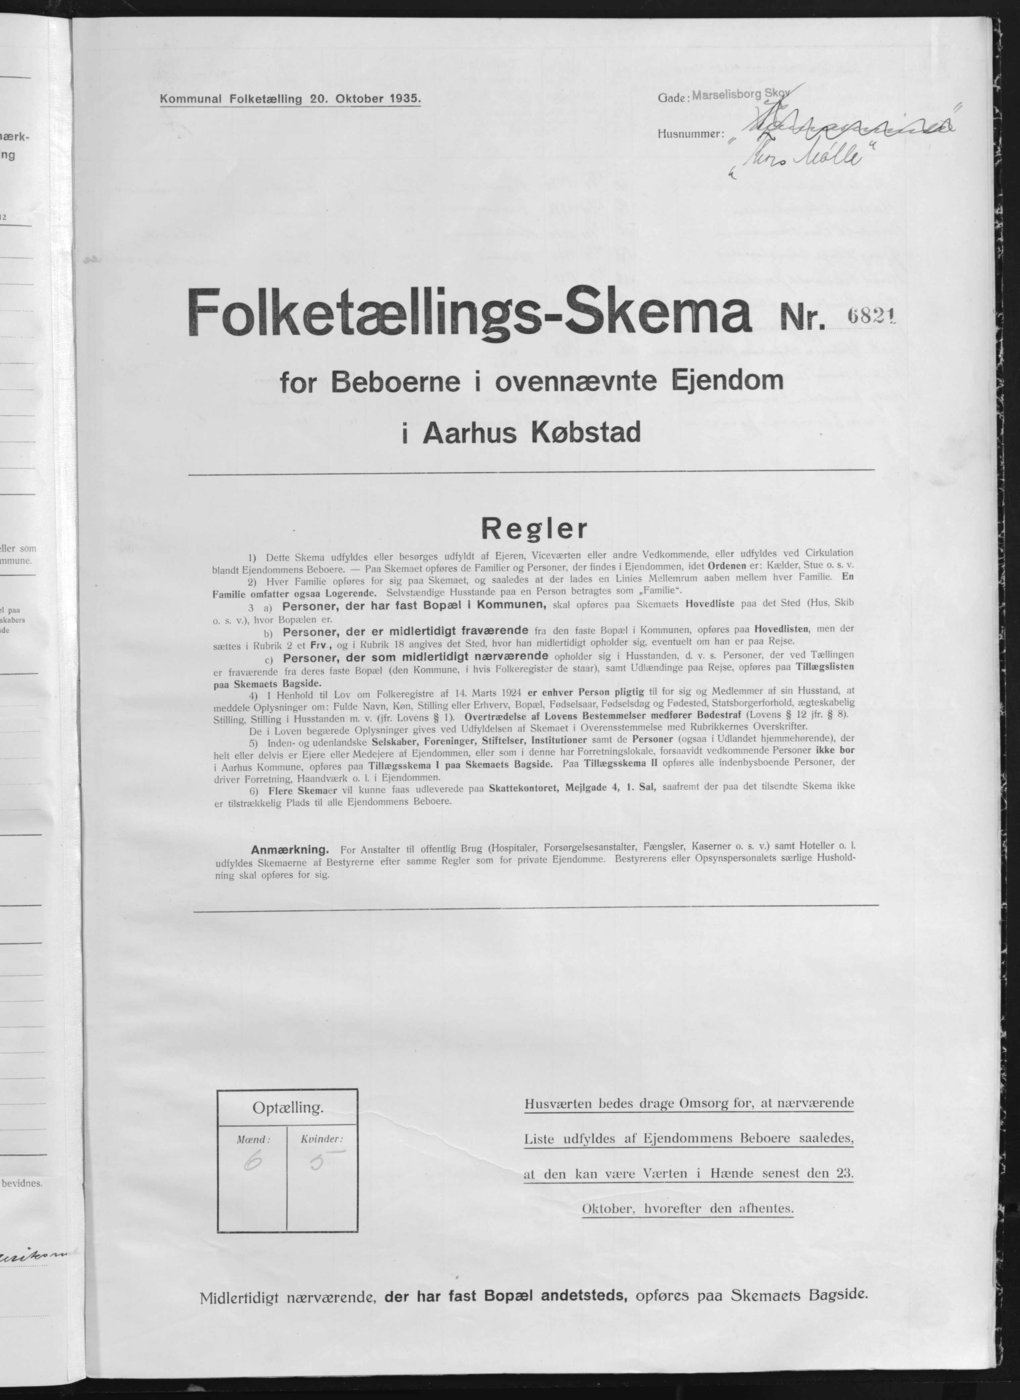 Kommunal Folketælling 20. Oktober 1935.
Gade: Marselisborg Skov
Husnummer:
„Thors Mølle“
Folketællings-Skema Nr. 6821
for Beboerne i ovennævnte Ejendom
i Aarhus Købstad
Regler
1) Dette Skema udfyldes eller besørges udfyldt af Ejeren, Viceværten eller andre Vedkommende, eller udfyldes ved Cirkulation
blandt Ejendommens Beboere. — Paa Skemaet opføres de Familier og Personer, der findes i Ejendommen, idet Ordenen er: Kælder, Stue o. s. v.
2) Hver Familie opføres for sig paa Skemaet, og saaledes at der lades en Linies Mellemrum aaben mellem hver Familie. En
Familie omfatter ogsaa Logerende. Selvstændige Husstande paa en Person betragtes som „Familie“.
3 a) Personer, der har fast Bopæl i Kommunen, skal opføres paa Skemaets Hovedliste paa det Sted (Hus, Skib
o. s. v.), hvor Bopælen er.
b) Personer, der er midlertidigt fraværende fra den faste Bopæl i Kommunen, opføres paa Hovedlisten, men der
sættes i Rubrik 2 et Frv., og i Rubrik 18 angives det Sted, hvor han midlertidigt opholder sig, eventuelt om han er paa Rejse.
c) Personer, der som midlertidigt nærværende opholder sig i Husstanden, d. v. s. Personer, der ved Tællingen
er fraværende fra deres faste Bopæl (den Kommune, i hvis Folkeregister de staar), samt Udlændinge paa Rejse, opføres paa Tillægslisten
paa Skemaets Bagside.
4) I Henhold til Lov om Folkeregistre af 14. Marts 1924 er enhver Person pligtig til for sig og Medlemmer af sin Husstand, at
meddele Oplysninger om: Fulde Navn, Køn, Stilling eller Erhverv, Bopæl, Fødselsaar, Fødselsdag og Fødested, Statsborgerforhold, ægteskabelig
Stilling, Stilling i Husstanden m. v. (jfr. Lovens § 1). Overtrædelse af Lovens Bestemmelser medfører Bødestraf (Lovens § 12 jfr. § 8).
De i Loven begærede Oplysninger gives ved Udfyldelsen af Skemaet i Overensstemmelse med Rubrikkernes Overskrifter.
5) Inden- og udenlandske Selskaber, Foreninger, Stiftelser, Institutioner samt de Personer (ogsaa i Udlandet hjemmehørende), der
helt eller delvis er Ejere eller Medejere af Ejendommen, eller som i denne har Forretningslokale, forsaavidt vedkommende Personer ikke bor
i Aarhus Kommune, opføres paa Tillægsskema I paa Skemaets Bagside. Paa Tillægsskema II opføres alle indenbysboende Personer, der
driver Forretning, Haandværk o. l. i Ejendommen.
6) Flere Skemaer vil kunne faas udleverede paa Skattekontoret, Mejlgade 4, 1. Sal, saafremt der paa det tilsendte Skema ikke
er tilstrækkelig Plads til alle Ejendommens Beboere.
Anmærkning. For Anstalter til offentlig Brug (Hospitaler, Forsørgelsesanstalter, Fængsler, Kaserner o. s. v.) samt Hoteller o. l.
udfyldes Skemaerne af Bestyrerne efter samme Regler som for private Ejendomme. Bestyrerens eller Opsynspersonalets særlige Hushold-
ning skal opføres for sig.
Optælling.
Mænd: Kvinder:
6 5
Husværten bedes drage Omsorg for, at nærværende
Liste udfyldes af Ejendommens Beboere saaledes,
at den kan være Værten i Hænde senest den 23.
Oktober, hvorefter den afhentes.
Midlertidigt nærværende, der har fast Bopæl andetsteds, opføres paa Skemaets Bagside.